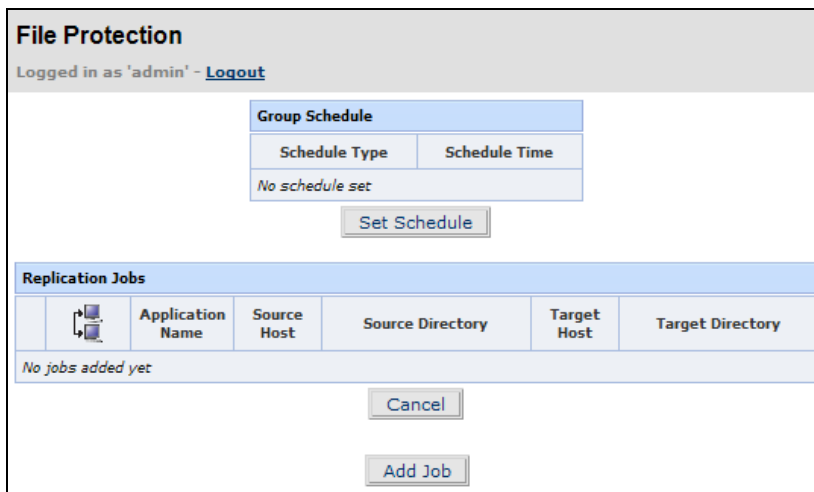 File Protection
Logged in as 'admin' - Logout
Group Schedule
Schedule Type Schedule Time
No schedule set
Set Schedule
Replication Jobs
Application Name Source Host Source Directory Target Host Target Directory
No jobs added yet
Cancel
Add Job